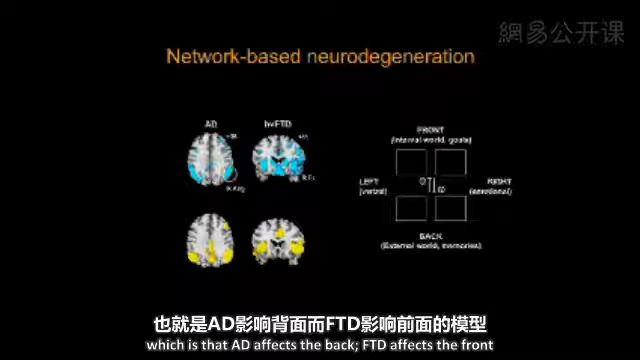 網易公开课
Network-based neurodegeneration
AD
bvFTD
FRONT
(Internal world, goals)
LEFT
RIGHT
(emotional)
BACK
(External world, memories)
也就是AD影响背面而FTD影响前面的模型
which is that AD affects the back; FTD affects the front